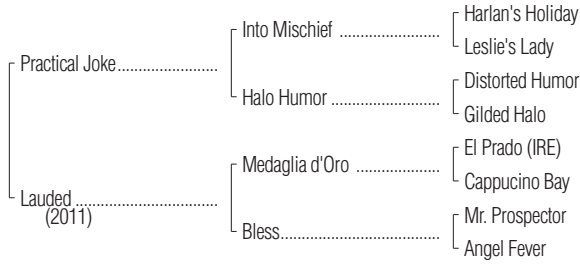 Harlan's Holiday
Into Mischief ....................
Leslie's Lady
Practical Joke....................
Distorted Humor
Halo Humor ......................
Gilded Halo
El Prado (IRE)
Medaglia d'Oro .................
Cappucino Bay
Lauded .............................
(2011)
Mr. Prospector
Bless................................
Angel Fever